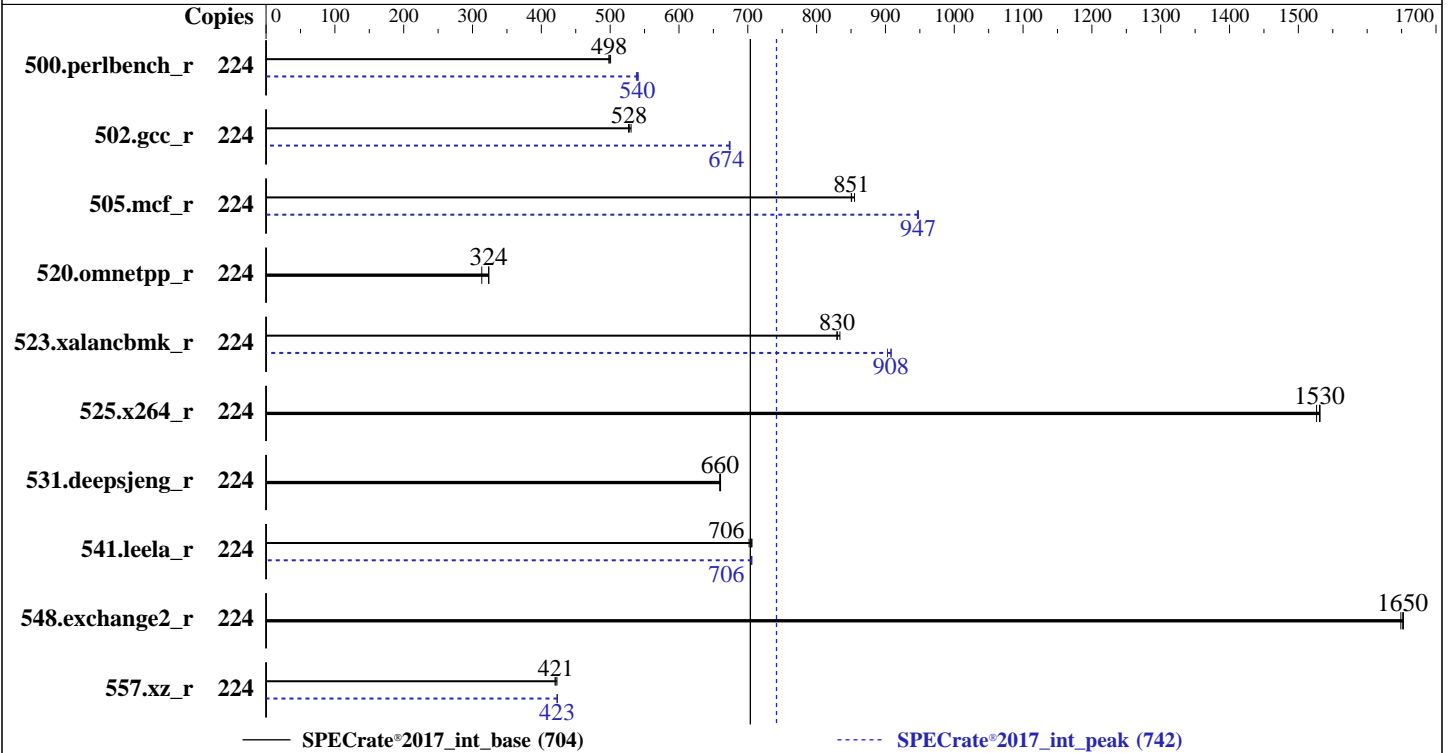 Copies 0 100 200 300 400 500 600 700 800 900 1000 1100 1200 1300 1400 1500 1700
500.perlbench_r 224 498
540
502.gcc_r 224 528
674
505.mcf_r 224 851
947
520.omnetpp_r 224 324
523.xalancbmk_r 224 830
908
525.x264_r 224 1530
531.deepsjeng_r 224 660
541.leela_r 224 706
706
548.exchange2_r 224 1650
557.xz_r 224 421
423
SPECrate®2017_int_base (704) SPECrate®2017_int_peak (742)